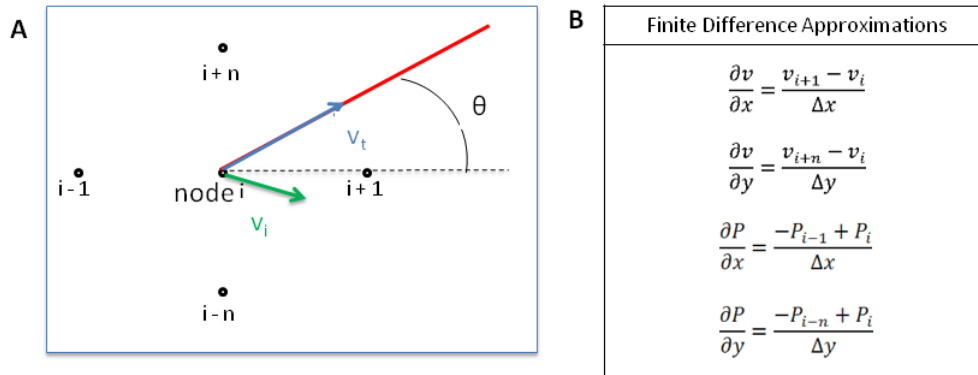 A
i+n
θ
Vt
i-1
node i
i+1
Vi
i-n
B
Finite Difference Approximations
∂v/∂x = (v_{i+1} − v_i)/Δx
∂v/∂y = (v_{i+n} − v_i)/Δy
∂P/∂x = (−P_{i−1} + P_i)/Δx
∂P/∂y = (−P_{i−n} + P_i)/Δy